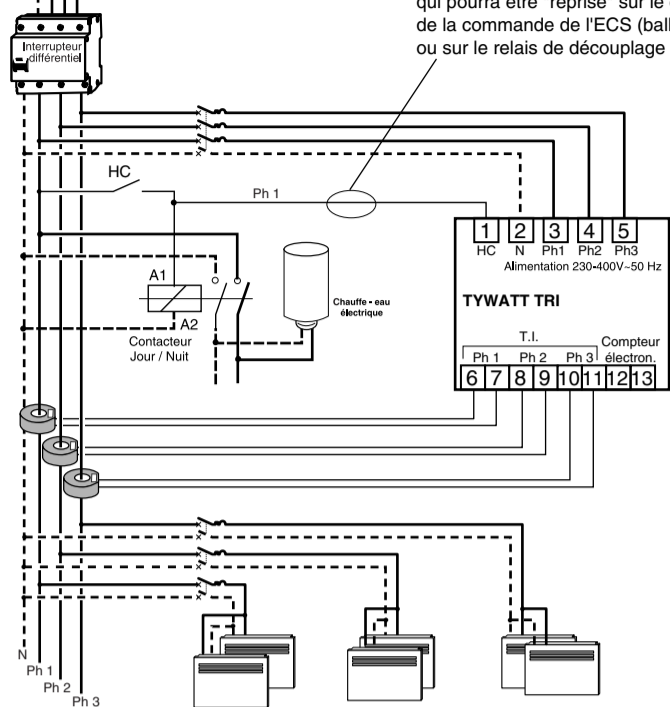 qui pourra être "reprise" sur le
de la commande de l'ECS (ball
ou sur le relais de découplage
Interrupteur
différentiel
HC
Ph 1
1 2 3 4 5
HC N Ph1 Ph2 Ph3
Alimentation 230-400V~50 Hz
A1
A2
Contacteur
Jour / Nuit
Chauffe - eau
électrique
TYWATT TRI
T.I.
Compteur
électron.
Ph 1 Ph 2 Ph 3
6 7 8 9 10 11 12 13
N
Ph 1
Ph 2
Ph 3